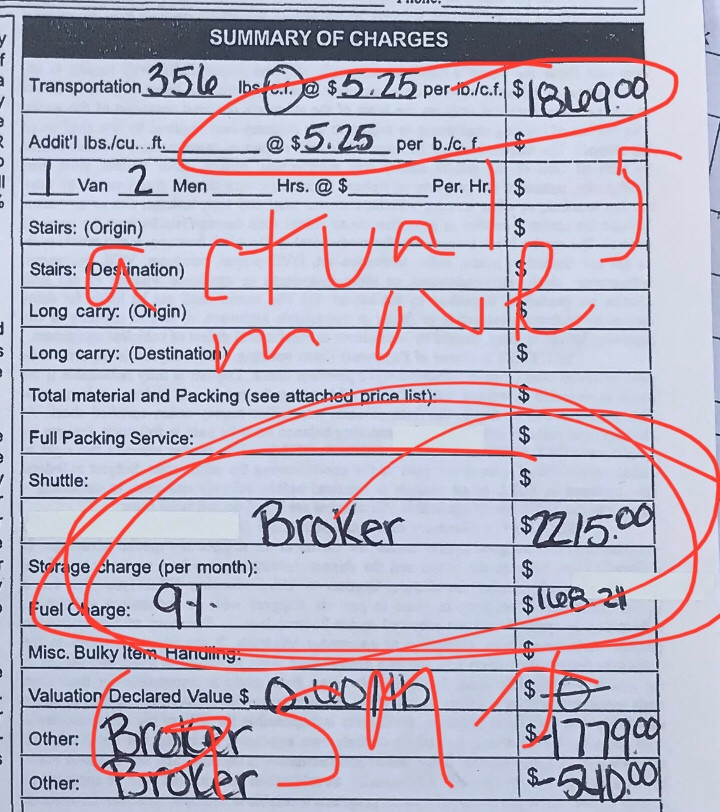 SUMMARY OF CHARGES
Transportation 356 lbs c.f. @ $5.25 per lb./c.f. $1869.00
Addit'l lbs./cu...ft. @ $5.25 per b./c. f. $
1 Van 2 Men Hrs. @ $ Per. Hr. $
Stairs: (Origin) $
actual $
Stairs: (Destination) $
Long carry: (Origin) $
move
Long carry: (Destination) $
Total material and Packing (see attached price list): $
Full Packing Service: $
Shuttle: $
Broker $2215.00
Storage charge (per month): $
Fuel Charge: 9% $168.21
Misc. Bulky Item Handling: $
Valuation Declared Value $ 0.60/lb $ 0
Other: Broker $-1779.00
Other: Broker $-540.00